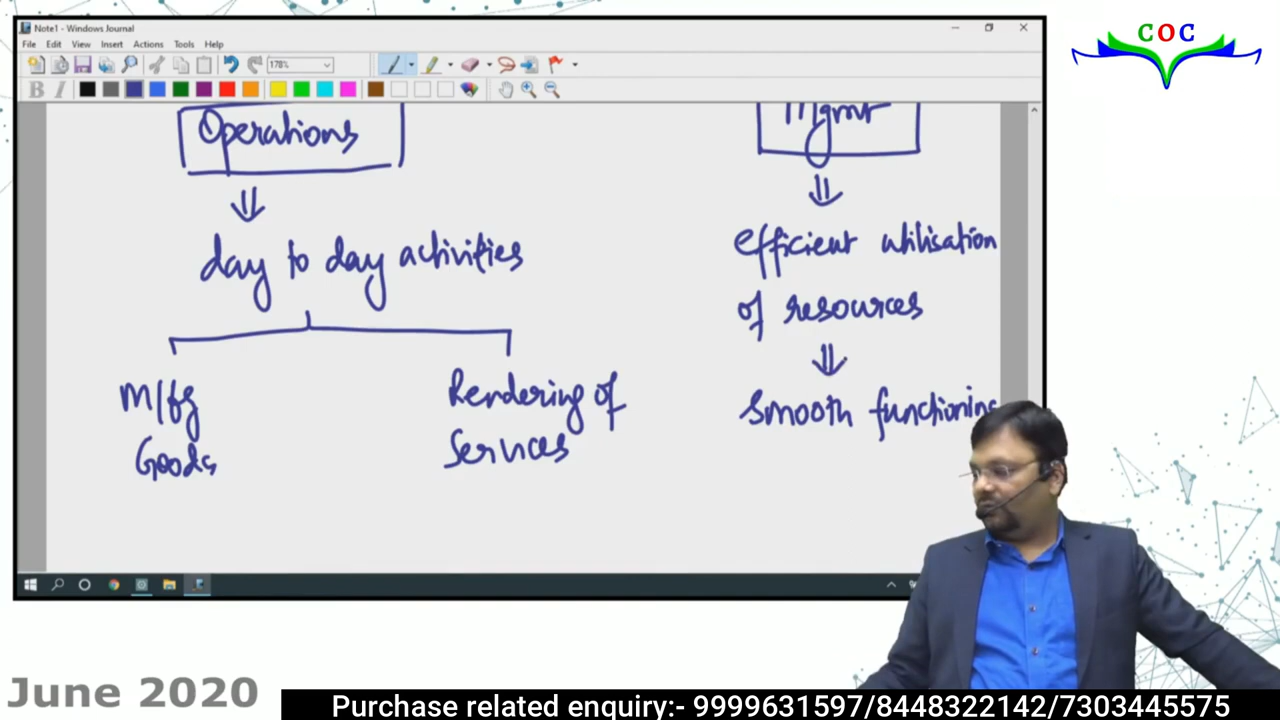 Note1 - Windows Journal
File Edit View Insert Actions Tools Help
178%
B I
COC
Operations
Mgmt
day to day activities
efficient utilisation
of resources
M/fg
Goods
Rendering of
Services
smooth functioning
June 2020
Purchase related enquiry:- 9999631597/8448322142/7303445575